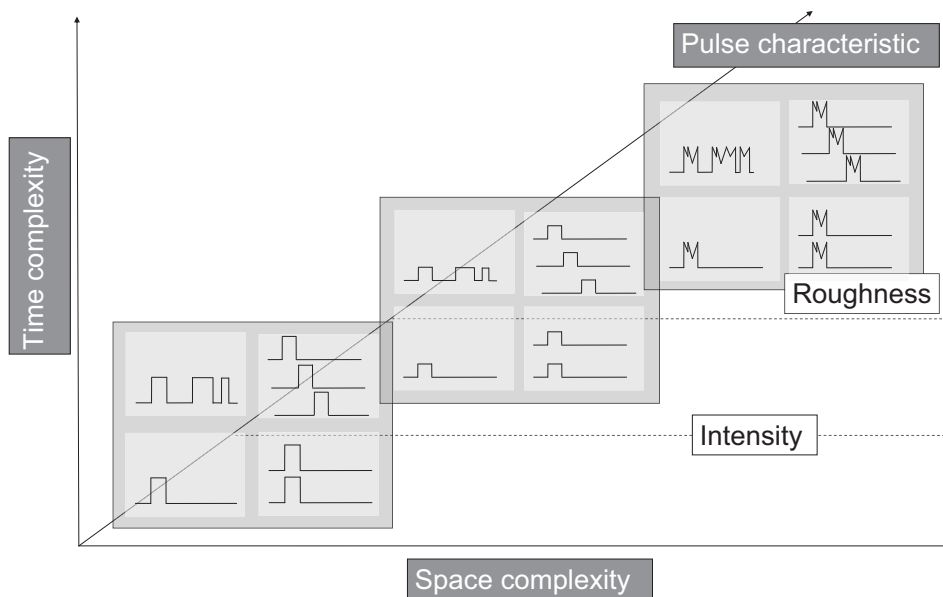 Pulse characteristic
Time complexity
Roughness
Intensity
Space complexity